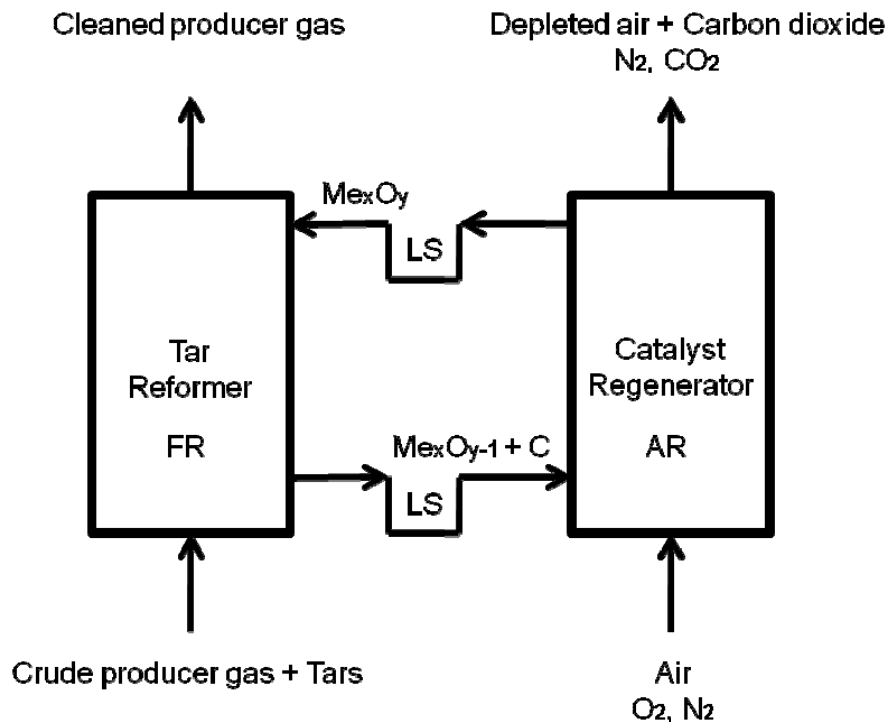 Cleaned producer gas
Depleted air + Carbon dioxide
N2, CO2
MexOy
LS
Tar
Reformer
FR
Catalyst
Regenerator
AR
MexOy-1 + C
LS
Crude producer gas + Tars
Air
O2, N2